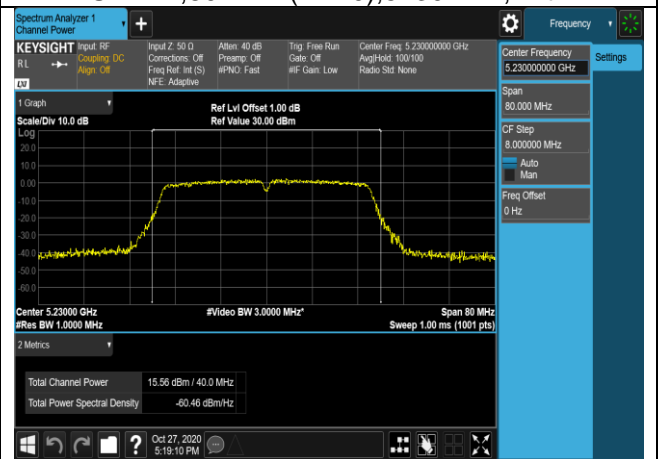 Spectrum Analyzer 1
Channel Power
Frequency
KEYSIGHT
RL
LXI
Input: RF
Coupling: DC
Align: Off
Input Z: 50 Ω
Corrections: Off
Freq Ref: Int (S)
NFE: Adaptive
Atten: 40 dB
Preamp: Off
#PNO: Fast
Trig: Free Run
Gate: Off
#IF Gain: Low
Center Freq: 5.230000000 GHz
Avg|Hold: 100/100
Radio Std: None
Center Frequency
5.230000000 GHz
Settings
Span
80.000 MHz
CF Step
8.000000 MHz
Auto
Man
Freq Offset
0 Hz
1 Graph
Scale/Div 10.0 dB
Ref Lvl Offset 1.00 dB
Ref Value 30.00 dBm
Log
20.0
10.0
0.00
-10.0
-20.0
-30.0
-40.0
-50.0
-60.0
Center 5.23000 GHz
#Res BW 1.0000 MHz
#Video BW 3.0000 MHz*
Span 80 MHz
Sweep 1.00 ms (1001 pts)
2 Metrics
Total Channel Power 15.56 dBm / 40.0 MHz
Total Power Spectral Density -60.46 dBm/Hz
Oct 27, 2020
5:19:10 PM